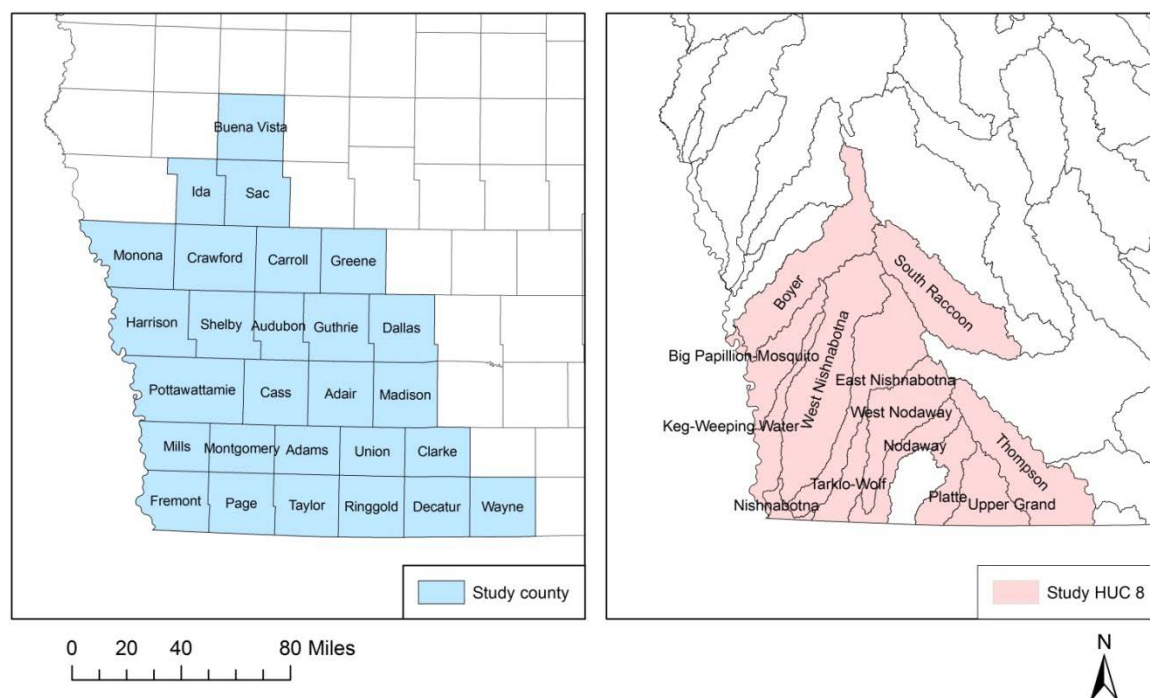 Buena Vista
Ida
Sac
Monona
Crawford
Carroll
Greene
Harrison
Shelby
Audubon
Guthrie
Dallas
Pottawattamie
Cass
Adair
Madison
Mills
Montgomery
Adams
Union
Clarke
Fremont
Page
Taylor
Ringgold
Decatur
Wayne
Study county
0 20 40 80 Miles
Boyer
South Raccoon
Big Papillion-Mosquito
West Nishnabotna
East Nishnabotna
Keg-Weeping Water
West Nodaway
Nodaway
Thompson
Tarkio-Wolf
Nishnabotna
Platte
Upper Grand
Study HUC 8
N